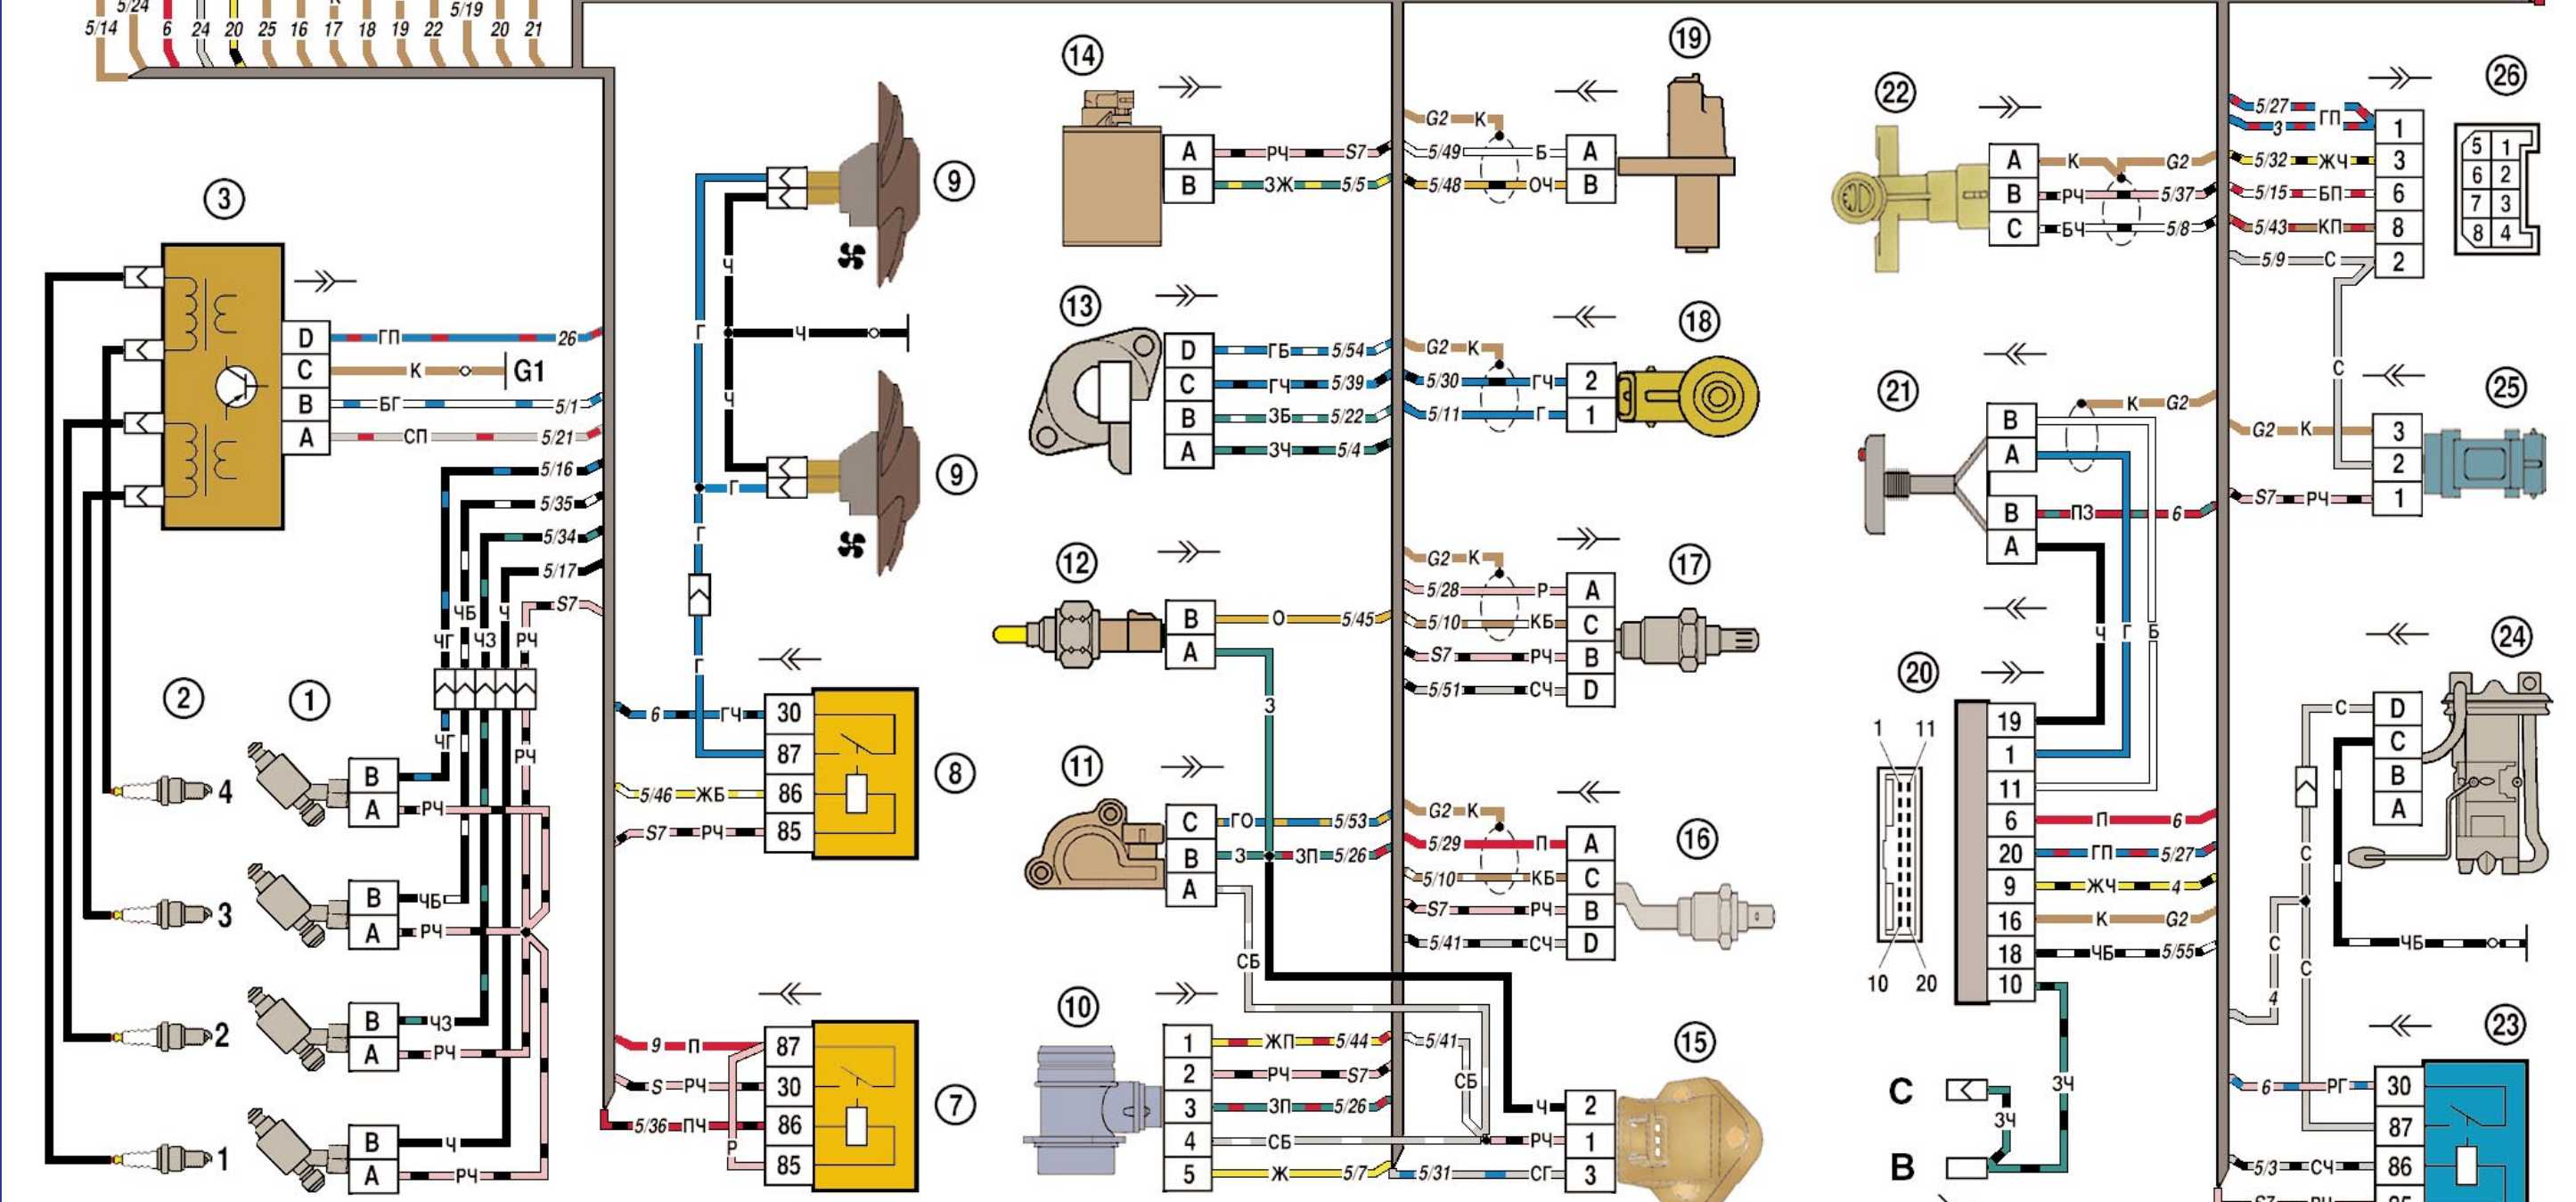 5/14 5/24 6 24 20 25 16 К 17 18 19 22 5/19 20 21
3
D ГП 26
C К G1
B БГ 5/1
A СП 5/21
5/16
5/35
5/34
5/17
S7
ЧГ ЧБ ЧЗ Ч РЧ
ЧГ РЧ
2 1
4 B
A РЧ
3 B ЧБ
A РЧ
2 B ЧЗ
A РЧ
1 B Ч
A РЧ
9
Ч
Г Ч
Ч
9
Г
Г
Г
8
6 ГЧ 30
87
5/46 ЖБ 86
S7 РЧ 85
7
9 П 87
S РЧ 30
5/36 ПЧ 86
Р 85
14
A РЧ S7
B ЗЖ 5/5
13
D ГБ 5/54
C ГЧ 5/39
B ЗБ 5/22
A ЗЧ 5/4
12
B О 5/45
A
З
11
C ГО 5/53
B З ЗП 5/26
A
СБ
10
1 ЖП 5/44
2 РЧ S7
3 ЗП 5/26
4 СБ
5 Ж 5/7
19
G2 К
5/49 Б A
5/48 ОЧ B
18
G2 К
5/30 ГЧ 2
5/11 Г 1
17
G2 К
5/28 Р A
5/10 КБ C
S7 РЧ B
5/51 СЧ D
16
G2 К
5/29 П A
5/10 КБ C
S7 РЧ B
5/41 СЧ D
15
5/41
СБ
Ч 2
РЧ 1
5/31 СГ 3
22
A К G2
B РЧ 5/37
C БЧ 5/8
21
B К G2
A
B ПЗ 6
A
Ч Г Б
20
1 11
10 20
19
1
11
6 П 6
20 ГП 5/27
9 ЖЧ 4
16 К G2
18 ЧБ 5/55
10
ЗЧ
C
ЗЧ
B
26
5/27 ГП 1
3
5/32 ЖЧ 3
5/15 БП 6
5/43 КП 8
5/9 С 2
5 1
6 2
7 3
8 4
С
25
G2 К 3
2
S7 РЧ 1
24
С D
C
B
A
С
ЧБ
С С
4
23
6 РГ 30
87
5/3 СЧ 86